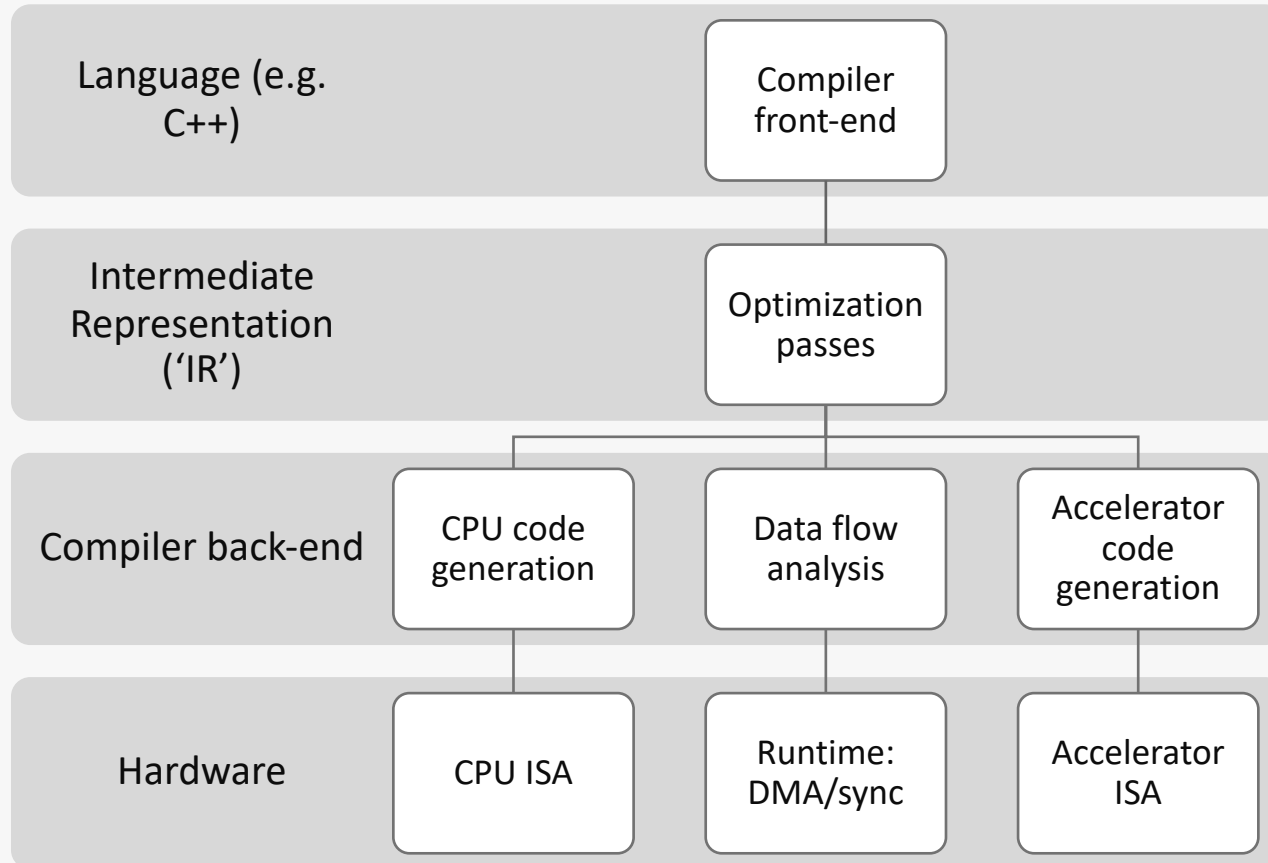 Language (e.g.
C++)
Compiler
front-end
Intermediate
Representation
(‘IR’)
Optimization
passes
Compiler back-end
CPU code
generation
Data flow
analysis
Accelerator
code
generation
Hardware
CPU ISA
Runtime:
DMA/sync
Accelerator
ISA